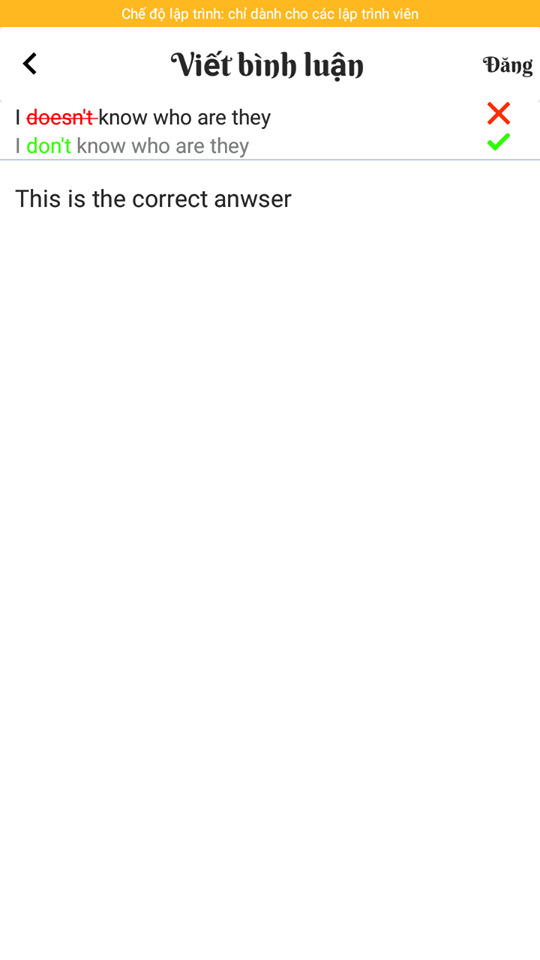 Chế độ lập trình: chỉ dành cho các lập trình viên
Viết bình luận
Đăng
I doesn't know who are they
I don't know who are they
This is the correct anwser